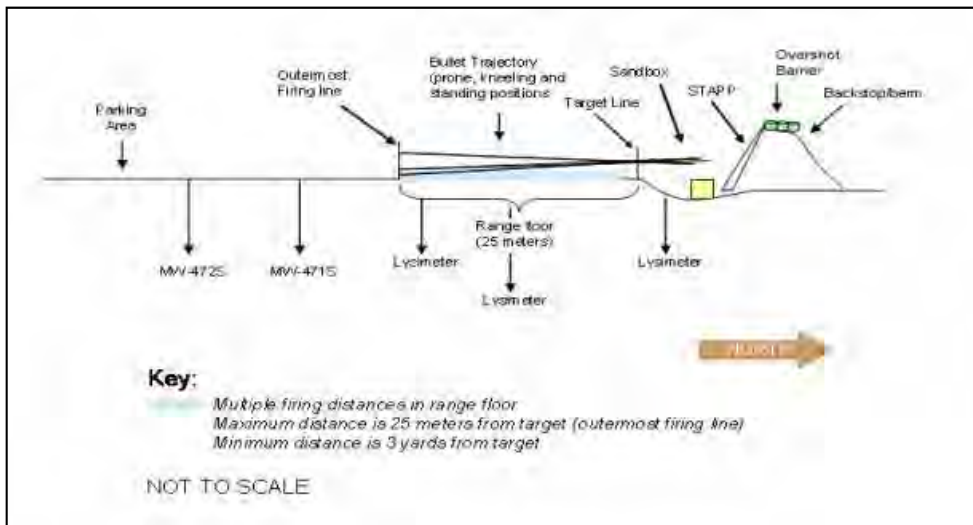 Overshot
Barrier
Bullet Trajectory
(prone, kneeling and
standing positions
Outermost
Firing line
Sandbox
STAPP
Backstop/berm
Target Line
Parking
Area
Range floor
(25 meters)
Lysimeter
Lysimeter
MW-472S
MW-471S
Lysimeter
Key:
Multiple firing distances in range floor
Maximum distance is 25 meters from target (outermost firing line)
Minimum distance is 3 yards from target
NOT TO SCALE